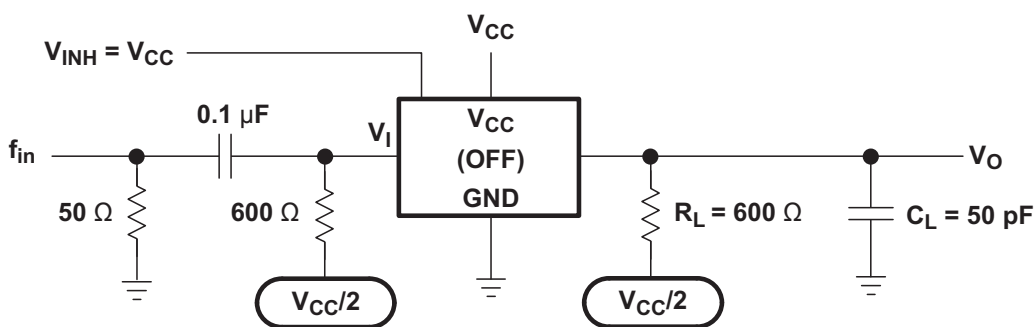 V_CC
V_INH = V_CC
0.1 µF
f_in
V_I
V_CC
(OFF)
GND
V_O
50 Ω
600 Ω
R_L = 600 Ω
C_L = 50 pF
V_CC/2
V_CC/2